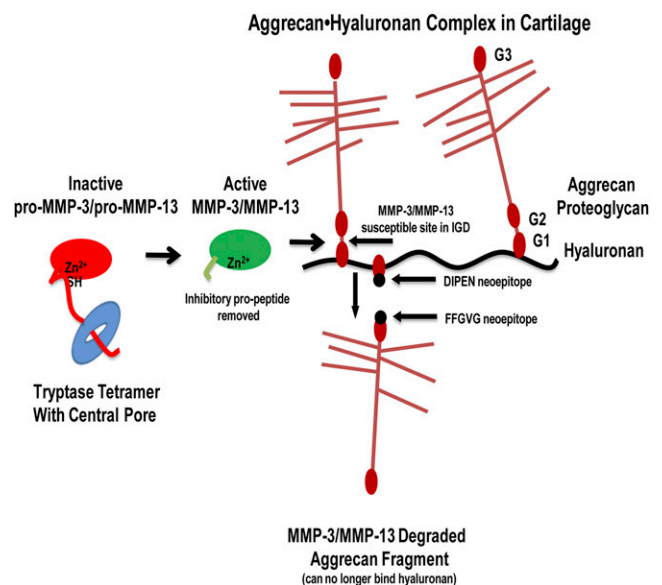 Aggrecan•Hyaluronan Complex in Cartilage
G3
Inactive
pro-MMP-3/pro-MMP-13
Active
MMP-3/MMP-13
MMP-3/MMP-13
susceptible site in IGD
Aggrecan
Proteoglycan
G2
G1
Hyaluronan
Zn2+
SH
Zn2+
Inhibitory pro-peptide
removed
DIPEN neoepitope
FFGVG neoepitope
Tryptase Tetramer
With Central Pore
MMP-3/MMP-13 Degraded
Aggrecan Fragment
(can no longer bind hyaluronan)